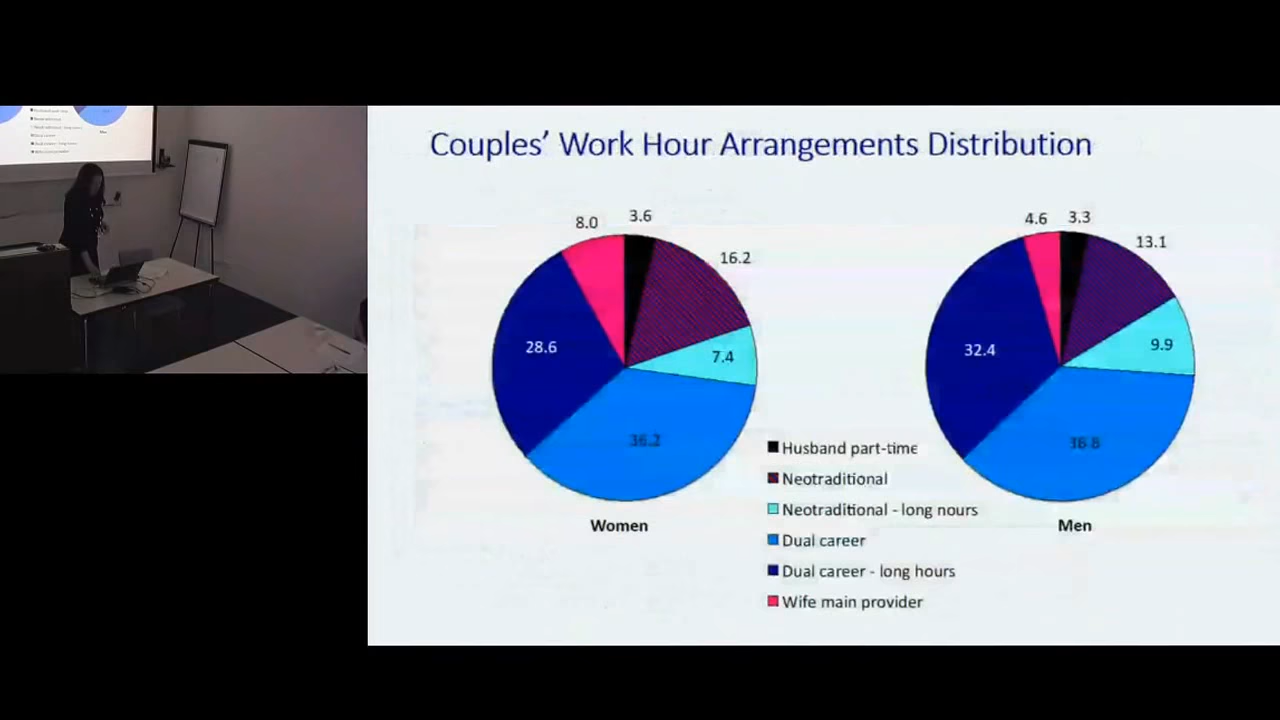 Couples’ Work Hour Arrangements Distribution
8.0
3.6
16.2
28.6
7.4
36.2
Women
4.6
3.3
13.1
32.4
9.9
36.8
Men
Husband part-time
Neotraditional
Neotraditional - long nours
Dual career
Dual career - long hours
Wife main provider